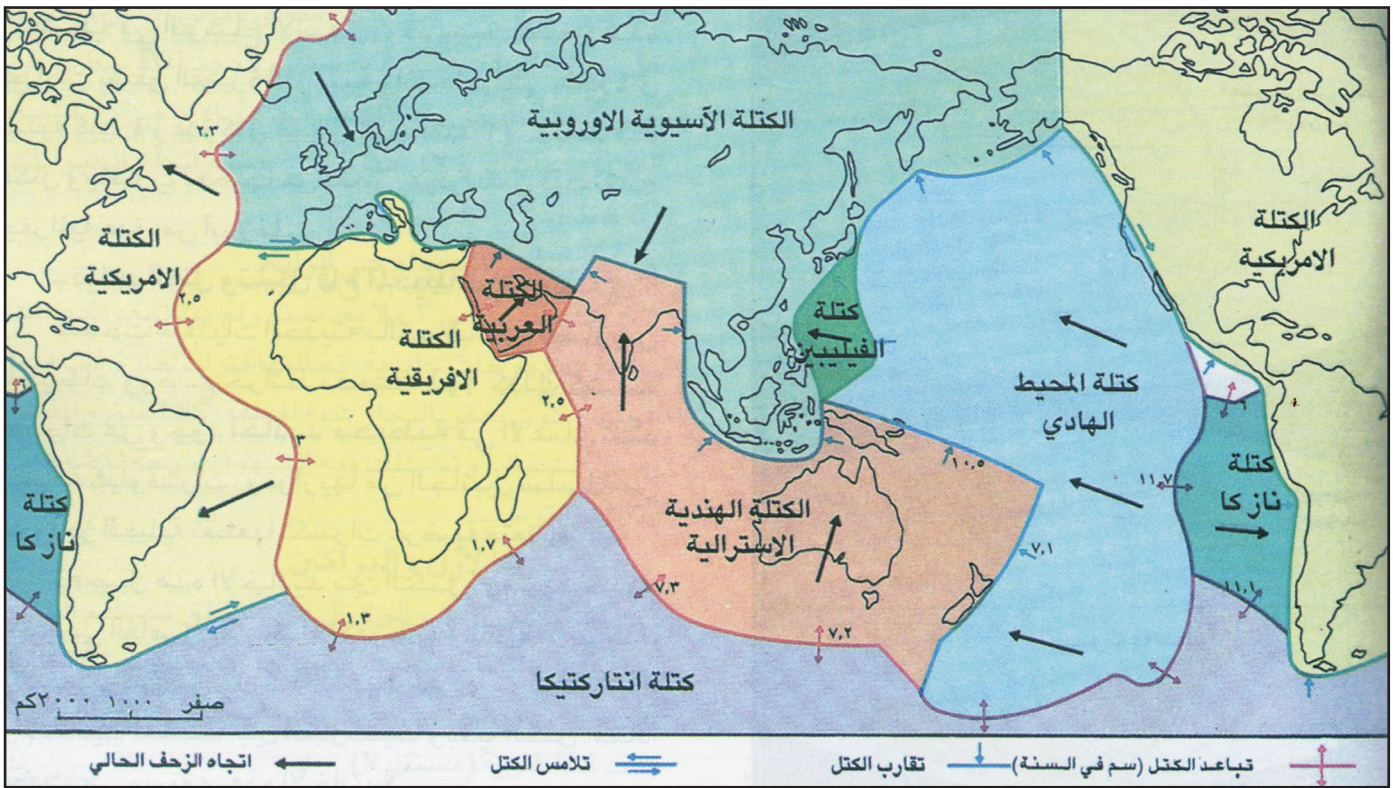 الكتلة الآسيوية الاوروبية
٢،٣
الكتلة
الامريكية
٢،٥
الكتلة
العربية
الكتلة
الافريقية
٢،٥
كتلة
الفيليبين
كتلة المحيط
الهادي
الكتلة
الامريكية
٦
٣
كتلة
نازكا
١،٧
١،٣
الكتلة الهندية
الاسترالية
٧،٣
٧،٢
١٠،٥
٧،١
١١،٧
كتلة
نازكا
١١،١
كتلة انتاركتيكا
صفر ١٠٠٠ ٢٠٠٠كم
تباعد الكتل (سم في السنة)
تقارب الكتل
تلامس الكتل
اتجاه الزحف الحالي